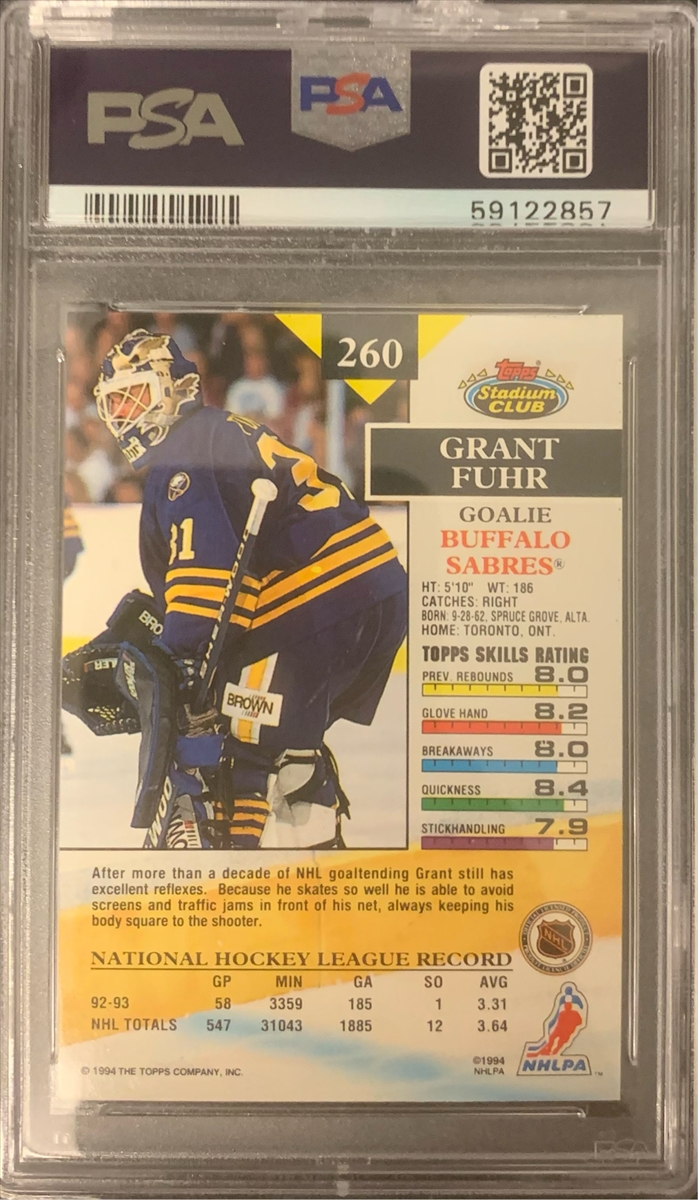 PSA
PSA
59122857
260
Topps®
Stadium
CLUB
GRANT
FUHR
GOALIE
BUFFALO
SABRES®
HT: 5'10" WT: 186
CATCHES: RIGHT
BORN: 9-28-62, SPRUCE GROVE, ALTA.
HOME: TORONTO, ONT.
TOPPS SKILLS RATING
PREV. REBOUNDS 8.0
GLOVE HAND 8.2
BREAKAWAYS 8.0
QUICKNESS 8.4
STICKHANDLING 7.9
31
BROWN
After more than a decade of NHL goaltending Grant still has
excellent reflexes. Because he skates so well he is able to avoid
screens and traffic jams in front of his net, always keeping his
body square to the shooter.
NATIONAL HOCKEY LEAGUE RECORD
GP MIN GA SO AVG
92-93 58 3359 185 1 3.31
NHL TOTALS 547 31043 1885 12 3.64
NHL
NHLPA™
© 1994 THE TOPPS COMPANY, INC.
©1994
NHLPA
PSA